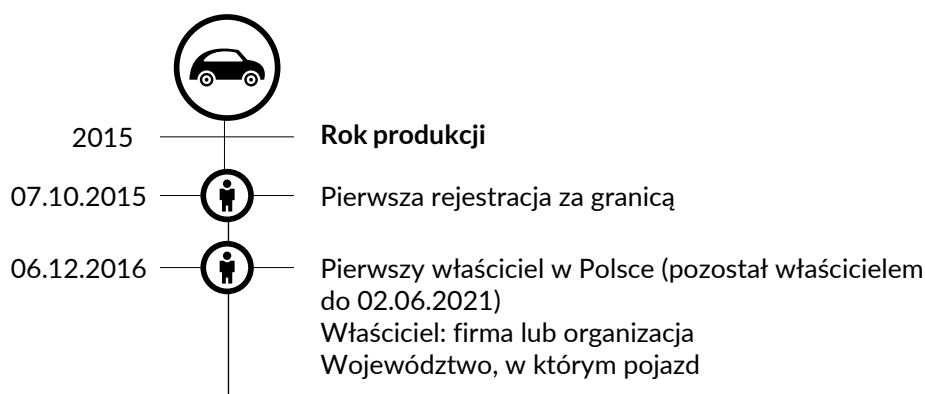 2015 Rok produkcji
07.10.2015 Pierwsza rejestracja za granicą
06.12.2016 Pierwszy właściciel w Polsce (pozostał właścicielem
do 02.06.2021)
Właściciel: firma lub organizacja
Województwo, w którym pojazd